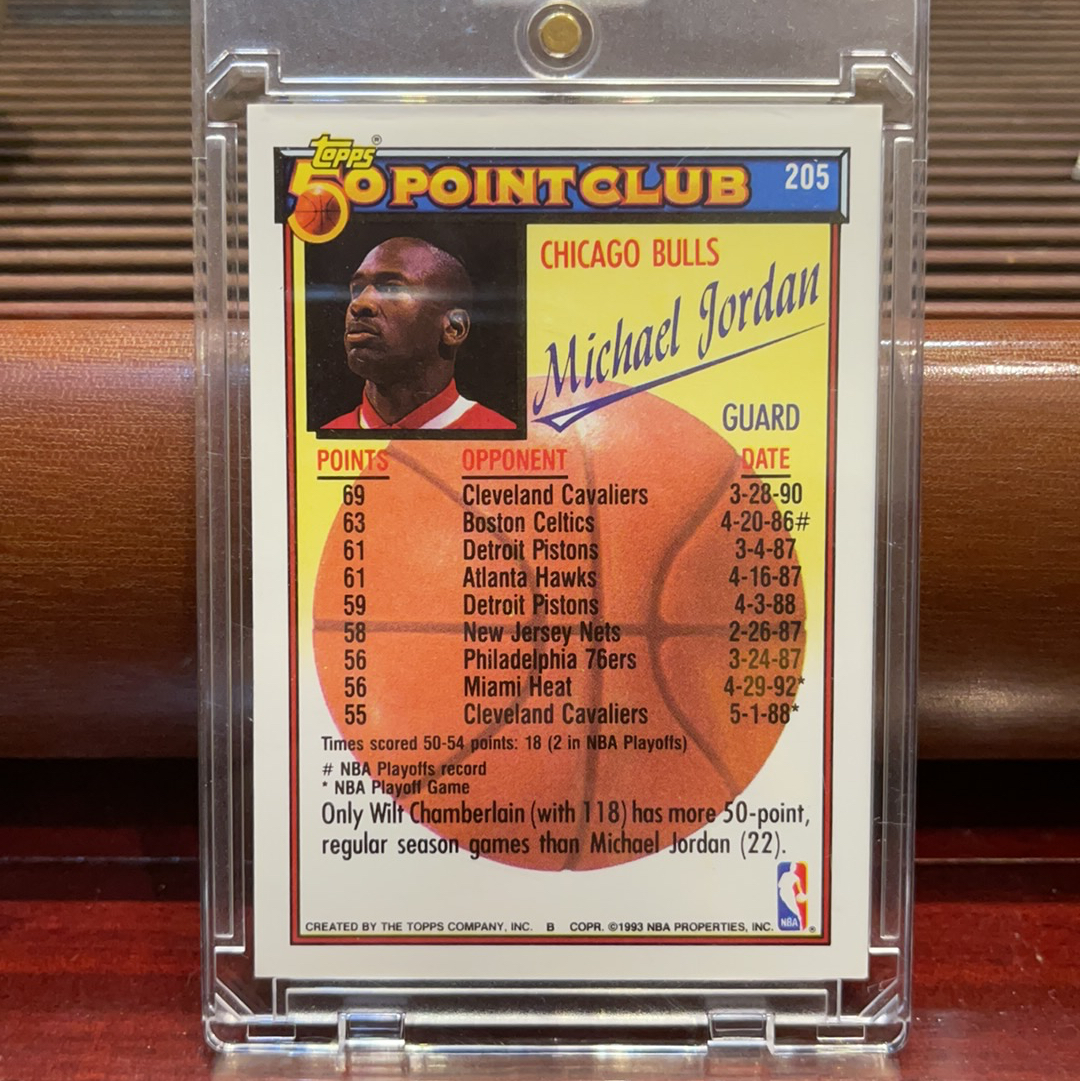 topps®
50 POINT CLUB 205
CHICAGO BULLS
Michael Jordan
GUARD
POINTS OPPONENT DATE
69 Cleveland Cavaliers 3-28-90
63 Boston Celtics 4-20-86#
61 Detroit Pistons 3-4-87
61 Atlanta Hawks 4-16-87
59 Detroit Pistons 4-3-88
58 New Jersey Nets 2-26-87
56 Philadelphia 76ers 3-24-87
56 Miami Heat 4-29-92*
55 Cleveland Cavaliers 5-1-88*
Times scored 50-54 points: 18 (2 in NBA Playoffs)
# NBA Playoffs record
* NBA Playoff Game
Only Wilt Chamberlain (with 118) has more 50-point,
regular season games than Michael Jordan (22).
NBA ®
CREATED BY THE TOPPS COMPANY, INC. B COPR. ©1993 NBA PROPERTIES, INC.